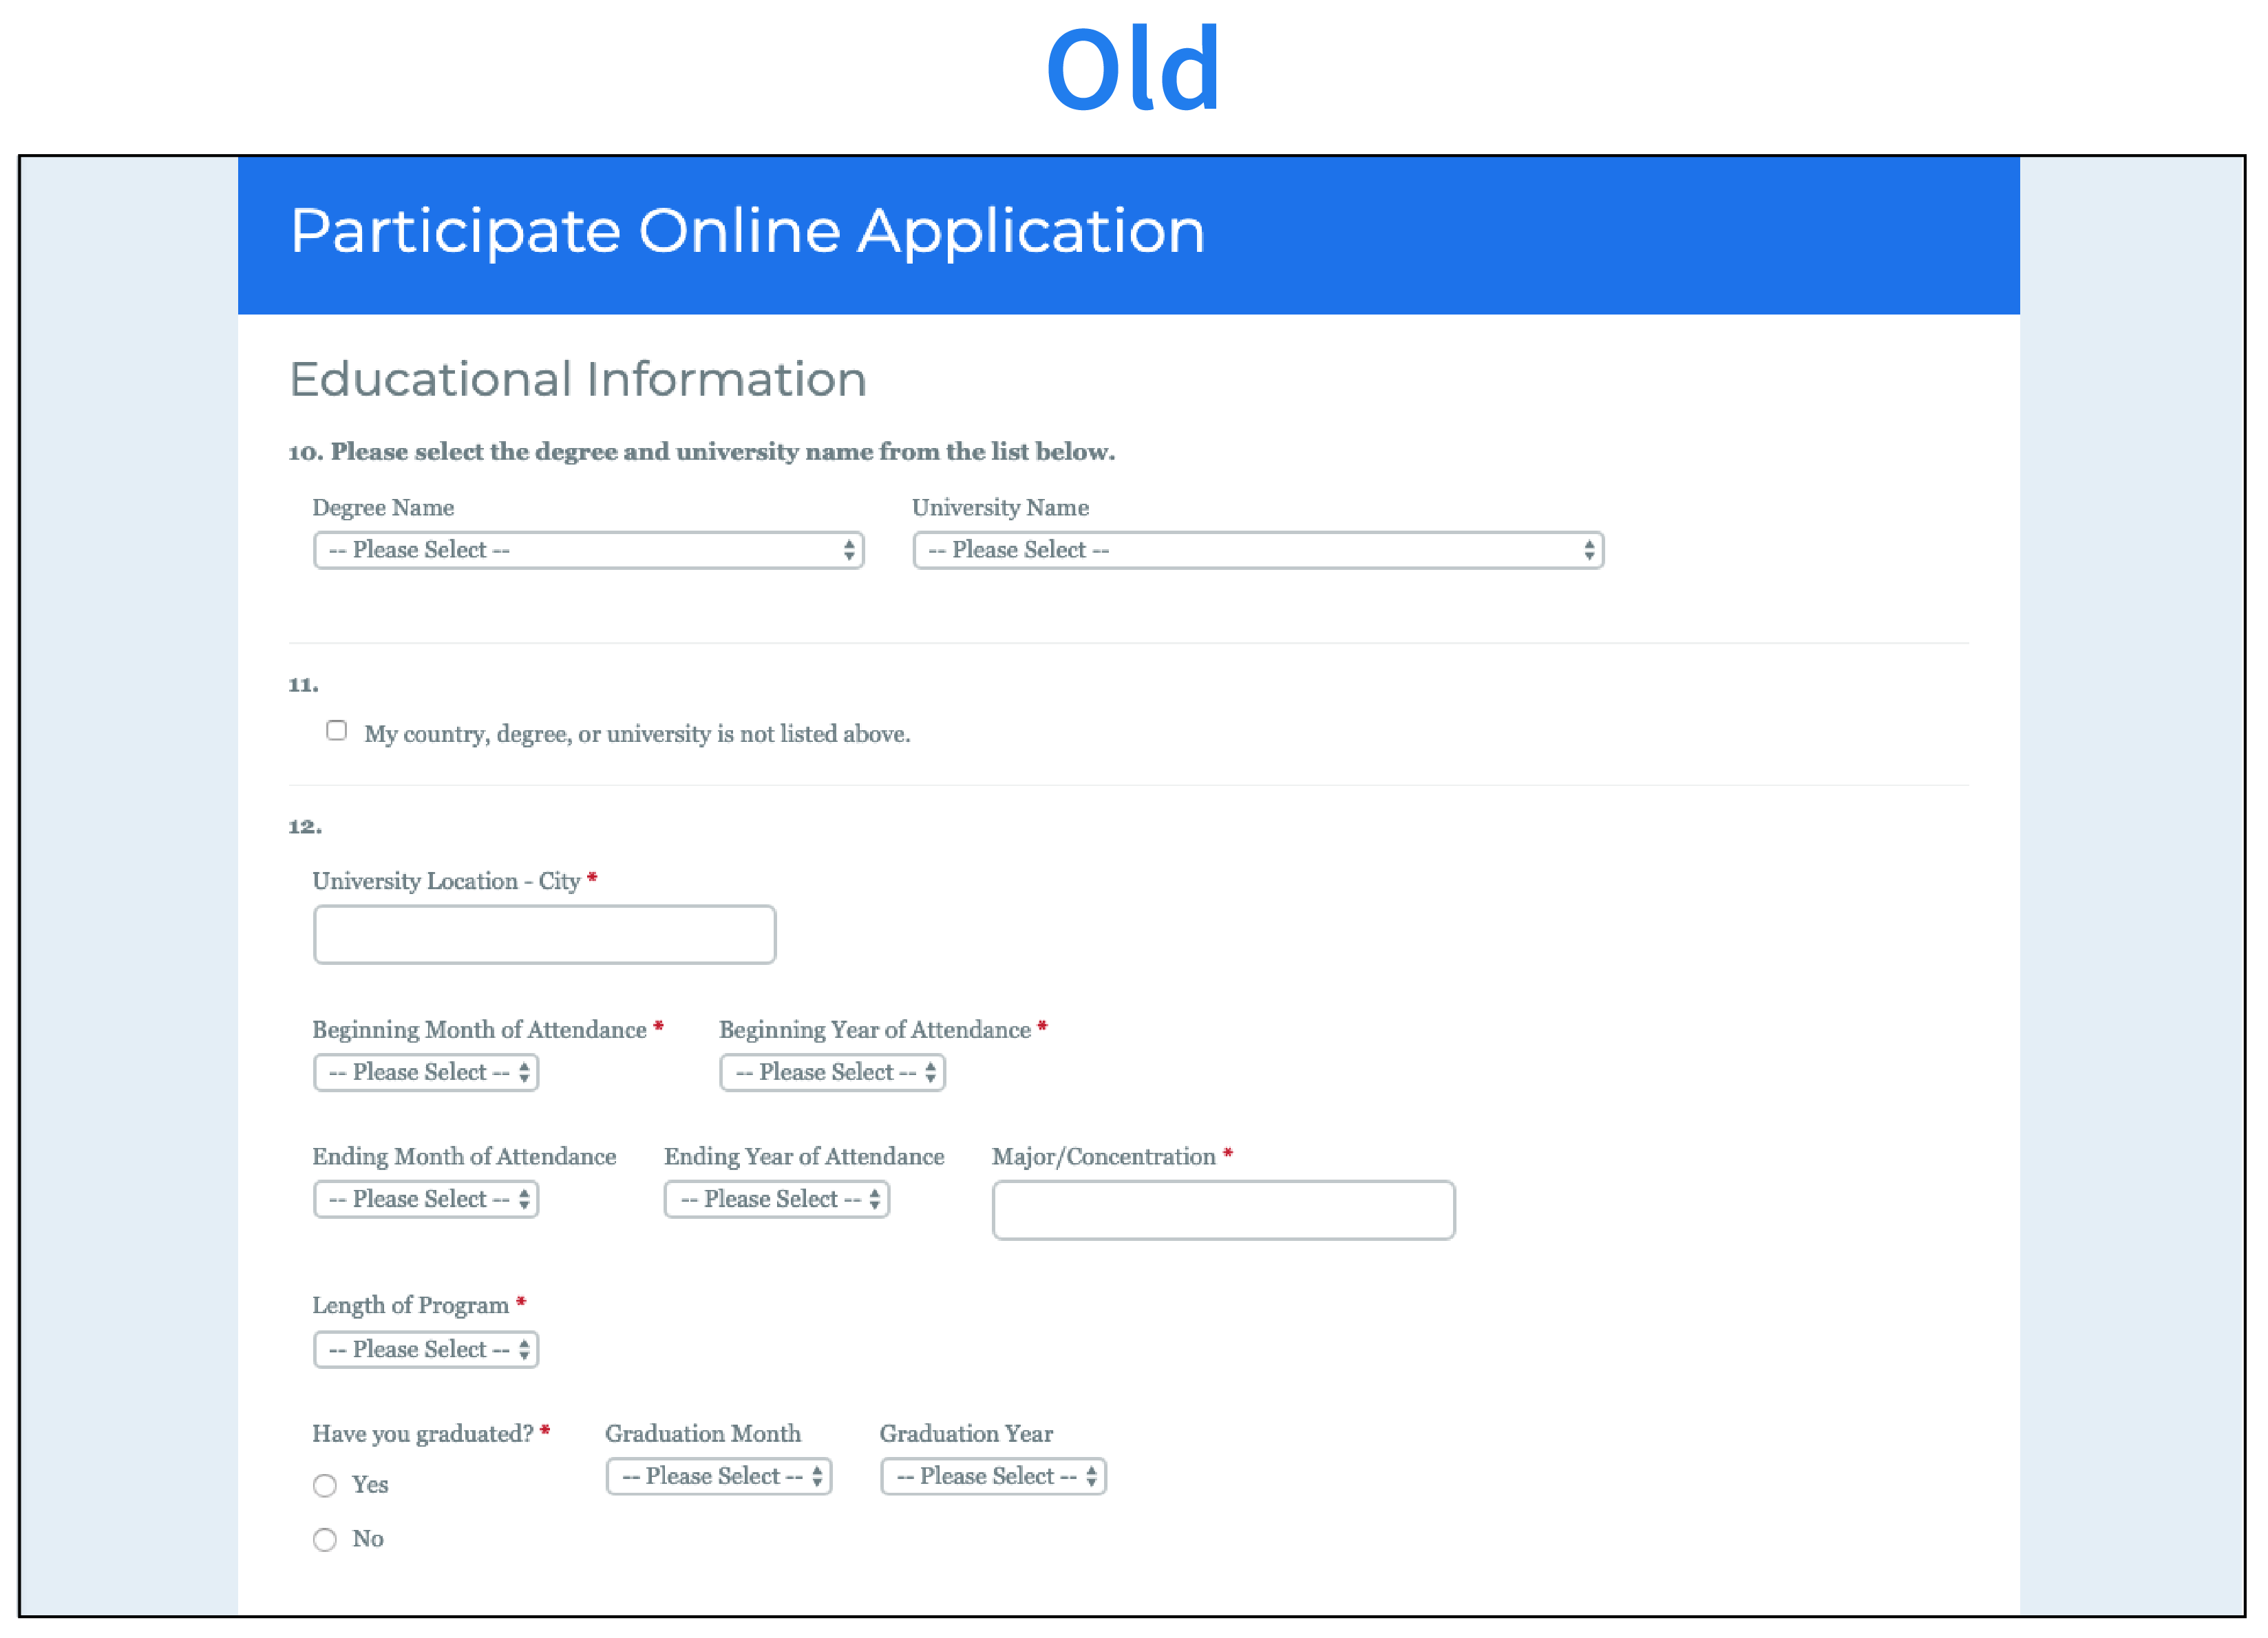 Old
Participate Online Application
Educational Information
10. Please select the degree and university name from the list below.
Degree Name University Name
-- Please Select -- -- Please Select --
11.
My country, degree, or university is not listed above.
12.
University Location - City *
Beginning Month of Attendance * Beginning Year of Attendance *
-- Please Select -- -- Please Select --
Ending Month of Attendance Ending Year of Attendance Major/Concentration *
-- Please Select -- -- Please Select --
Length of Program *
-- Please Select --
Have you graduated? * Graduation Month Graduation Year
-- Please Select -- -- Please Select --
Yes
No